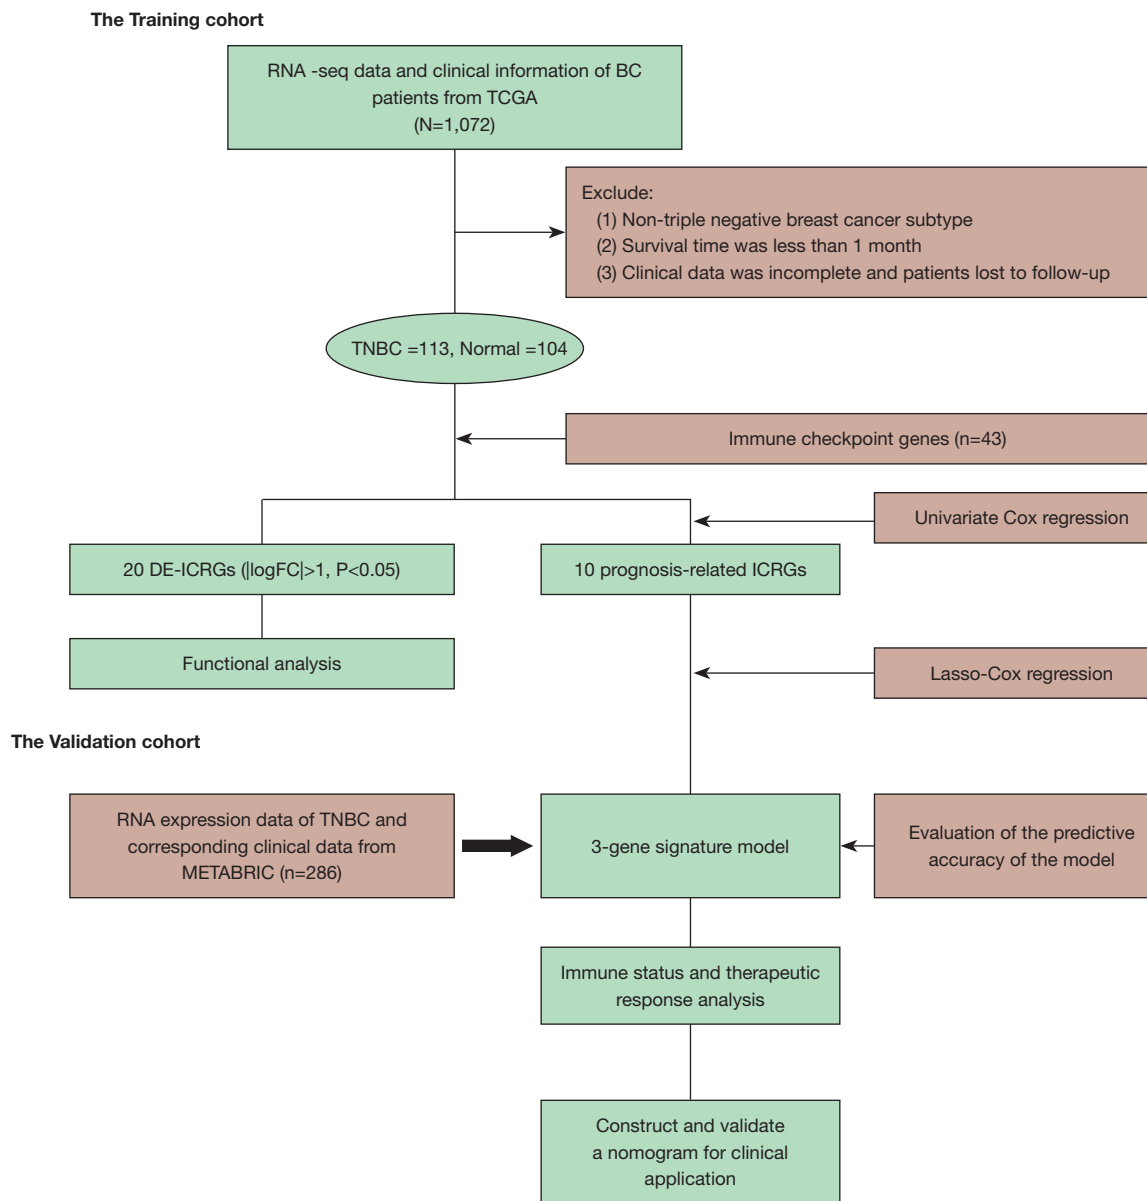 The Training cohort
RNA -seq data and clinical information of BC
patients from TCGA
(N=1,072)
Exclude:
(1) Non-triple negative breast cancer subtype
(2) Survival time was less than 1 month
(3) Clinical data was incomplete and patients lost to follow-up
TNBC =113, Normal =104
Immune checkpoint genes (n=43)
Univariate Cox regression
20 DE-ICRGs (|logFC|>1, P<0.05)
10 prognosis-related ICRGs
Functional analysis
Lasso-Cox regression
The Validation cohort
RNA expression data of TNBC and
corresponding clinical data from
METABRIC (n=286)
3-gene signature model
Evaluation of the predictive
accuracy of the model
Immune status and therapeutic
response analysis
Construct and validate
a nomogram for clinical
application